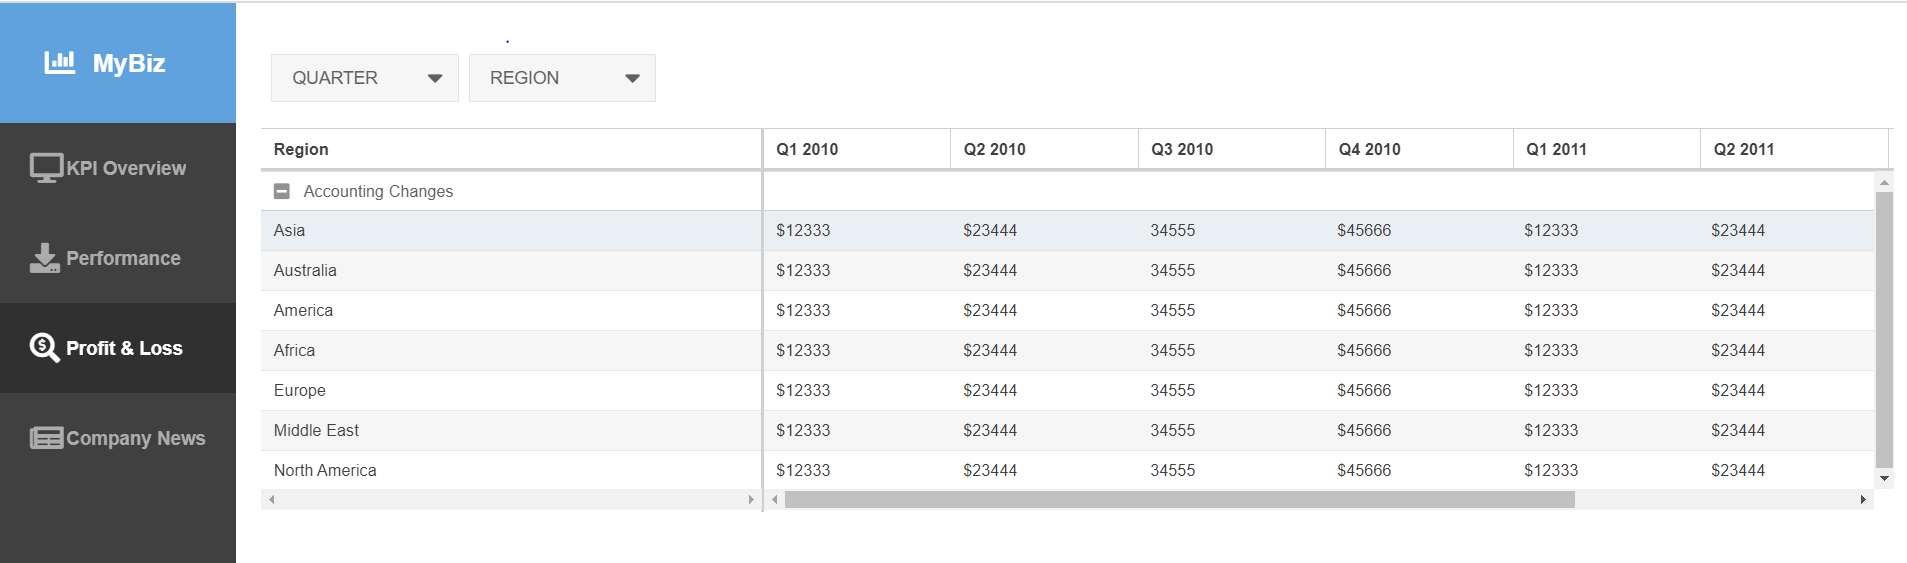 MyBiz
KPI Overview
Performance
Profit & Loss
Company News
QUARTER REGION
Region Q1 2010 Q2 2010 Q3 2010 Q4 2010 Q1 2011 Q2 2011
Accounting Changes
Asia $12333 $23444 34555 $45666 $12333 $23444
Australia $12333 $23444 34555 $45666 $12333 $23444
America $12333 $23444 34555 $45666 $12333 $23444
Africa $12333 $23444 34555 $45666 $12333 $23444
Europe $12333 $23444 34555 $45666 $12333 $23444
Middle East $12333 $23444 34555 $45666 $12333 $23444
North America $12333 $23444 34555 $45666 $12333 $23444